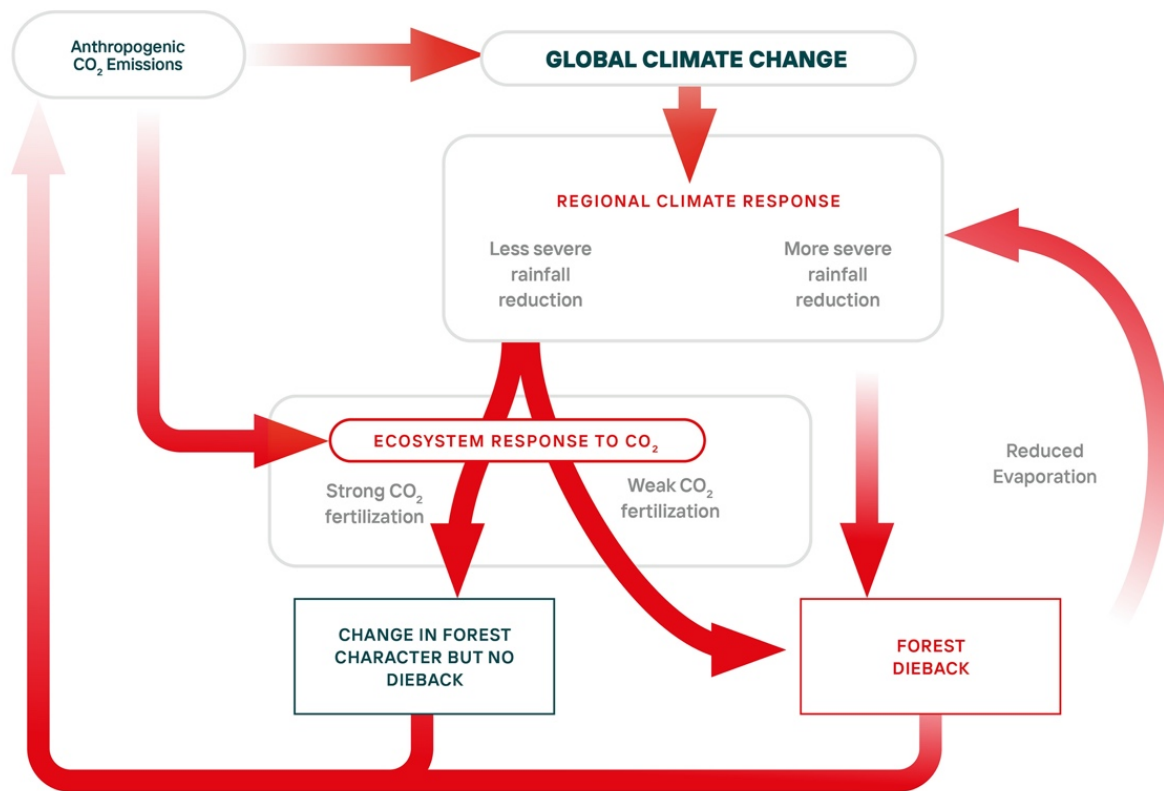 Anthropogenic
CO₂ Emissions
GLOBAL CLIMATE CHANGE
REGIONAL CLIMATE RESPONSE
Less severe
rainfall
reduction
More severe
rainfall
reduction
ECOSYSTEM RESPONSE TO CO₂
Strong CO₂
fertilization
Weak CO₂
fertilization
Reduced
Evaporation
CHANGE IN FOREST
CHARACTER BUT NO
DIEBACK
FOREST
DIEBACK